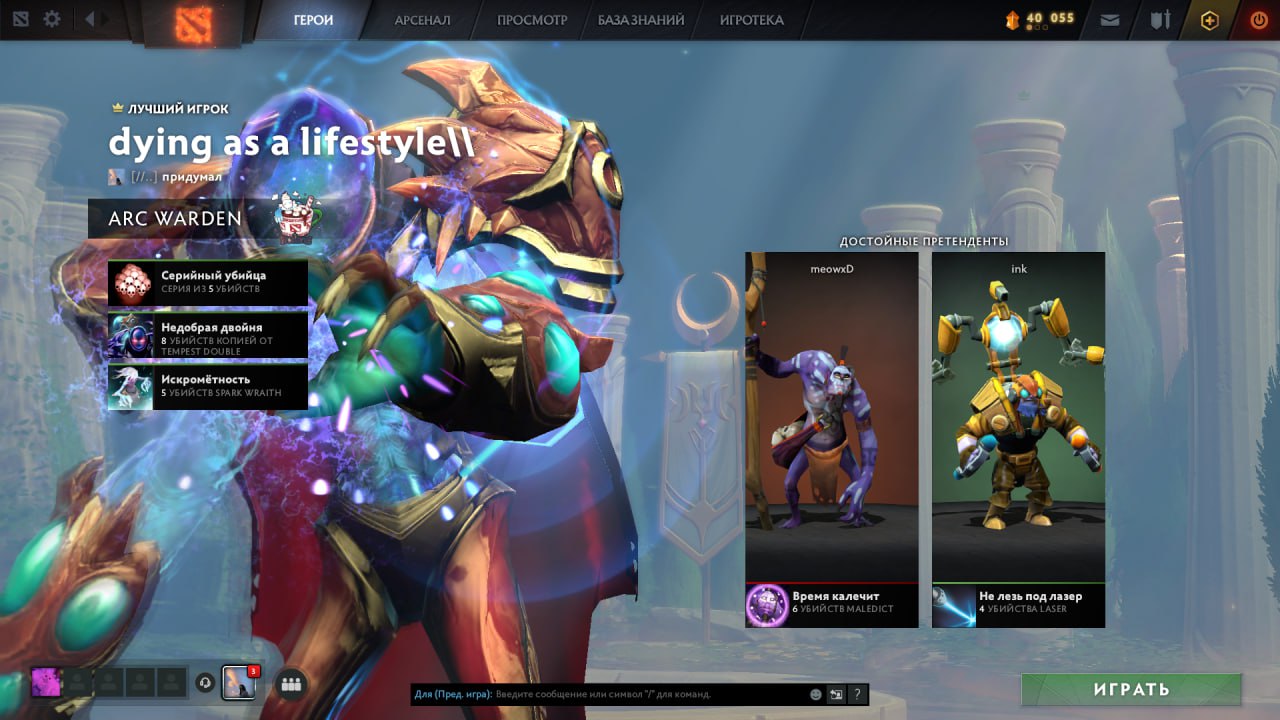 ГЕРОИ
АРСЕНАЛ
ПРОСМОТР
БАЗА ЗНАНИЙ
ИГРОТЕКА
40 055
ЛУЧШИЙ ИГРОК
dying as a lifestyle\\
[//..] придумал
ARC WARDEN
Серийный убийца
СЕРИЯ ИЗ 5 УБИЙСТВ
Недобрая двойня
8 УБИЙСТВ КОПИЕЙ ОТ
TEMPEST DOUBLE
Искромётность
5 УБИЙСТВ SPARK WRAITH
ДОСТОЙНЫЕ ПРЕТЕНДЕНТЫ
meowxD
ink
Время калечит
6 УБИЙСТВ MALEDICT
Не лезь под лазер
4 УБИЙСТВА LASER
3
Для (Пред. игра): Введите сообщение или символ "/" для команд.
?
ИГРАТЬ